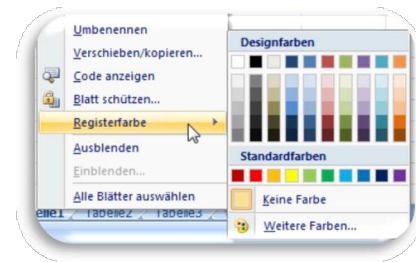 Umbenennen
Verschieben/kopieren...
Code anzeigen
Blatt schützen...
Registerfarbe
Ausblenden
Einblenden...
Alle Blätter auswählen
Designfarben
Standardfarben
Keine Farbe
Weitere Farben...
elle1 Tabelle2 Tabelle3